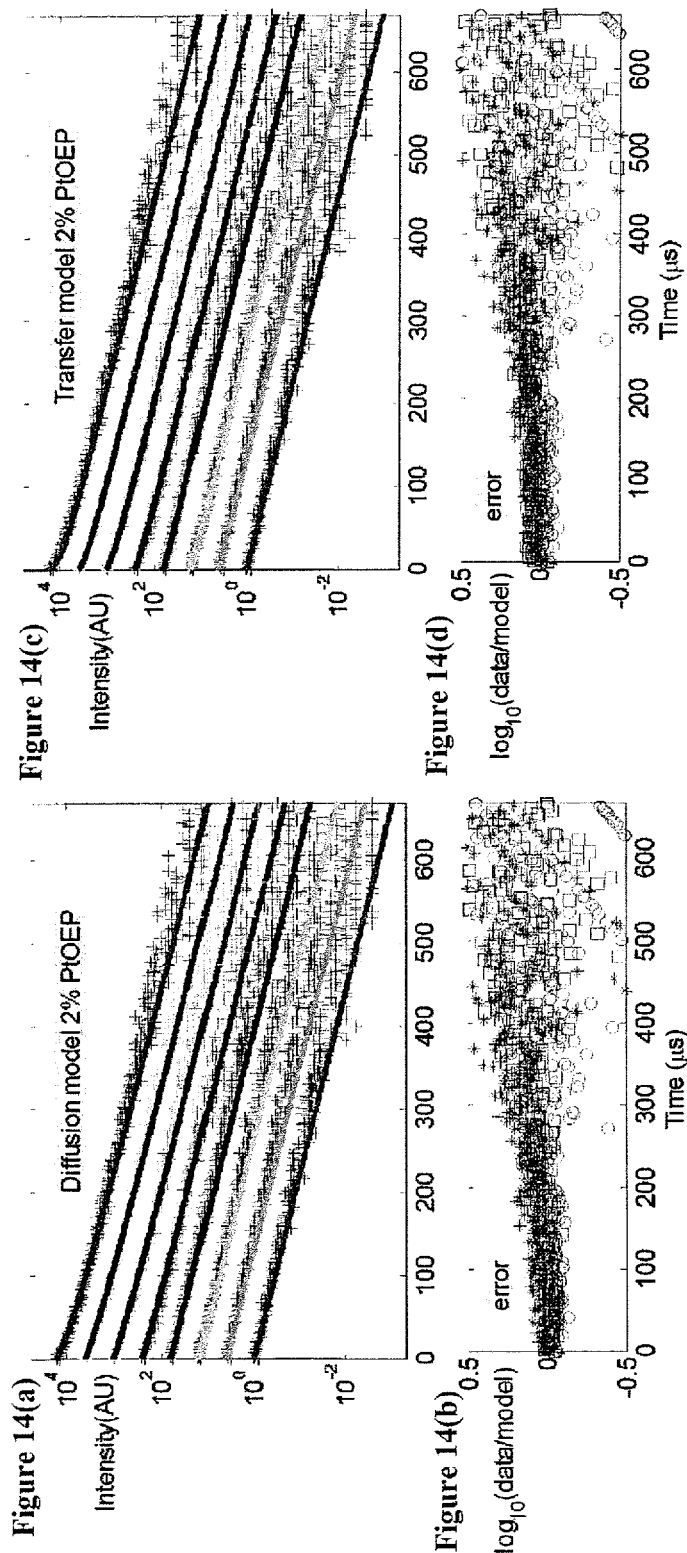 Figure 14(a)
Diffusion model 2% PtOEP
Intensity(AU)
10^4
10^2
10^0
10^-2
0 100 200 300 400 500 600
Figure 14(b)
error
log10(data/model)
0.5
0
-0.5
0 100 200 300 400 500 600
Time (μs)
Figure 14(c)
Transfer model 2% PtOEP
Intensity(AU)
10^4
10^2
10^0
10^-2
0 100 200 300 400 500 600
Figure 14(d)
error
log10(data/model)
0.5
0
-0.5
0 100 200 300 400 500 600
Time (μs)